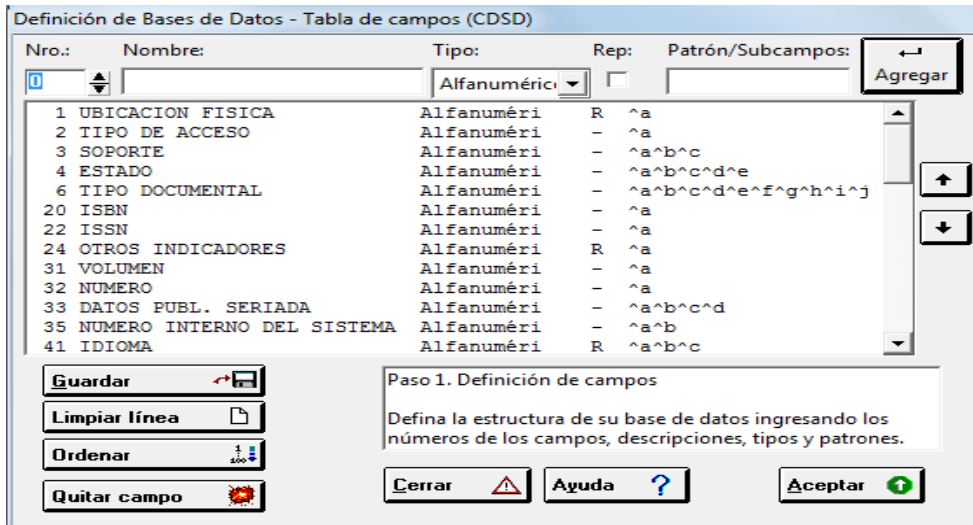 Definición de Bases de Datos - Tabla de campos (CDSD)
Nro.: Nombre: Tipo: Rep: Patrón/Subcampos:
0 Alfanuméric Agregar
1 UBICACION FISICA Alfanuméri R ^a
2 TIPO DE ACCESO Alfanuméri - ^a
3 SOPORTE Alfanuméri - ^a^b^c
4 ESTADO Alfanuméri - ^a^b^c^d^e
6 TIPO DOCUMENTAL Alfanuméri - ^a^b^c^d^e^f^g^h^i^j
20 ISBN Alfanuméri - ^a
22 ISSN Alfanuméri - ^a
24 OTROS INDICADORES Alfanuméri R ^a
31 VOLUMEN Alfanuméri - ^a
32 NUMERO Alfanuméri - ^a
33 DATOS PUBL. SERIADA Alfanuméri - ^a^b^c^d
35 NUMERO INTERNO DEL SISTEMA Alfanuméri - ^a^b
41 IDIOMA Alfanuméri R ^a^b^c
Guardar
Limpiar línea
Ordenar
Quitar campo
Paso 1. Definición de campos
Defina la estructura de su base de datos ingresando los
números de los campos, descripciones, tipos y patrones.
Cerrar Ayuda ? Aceptar